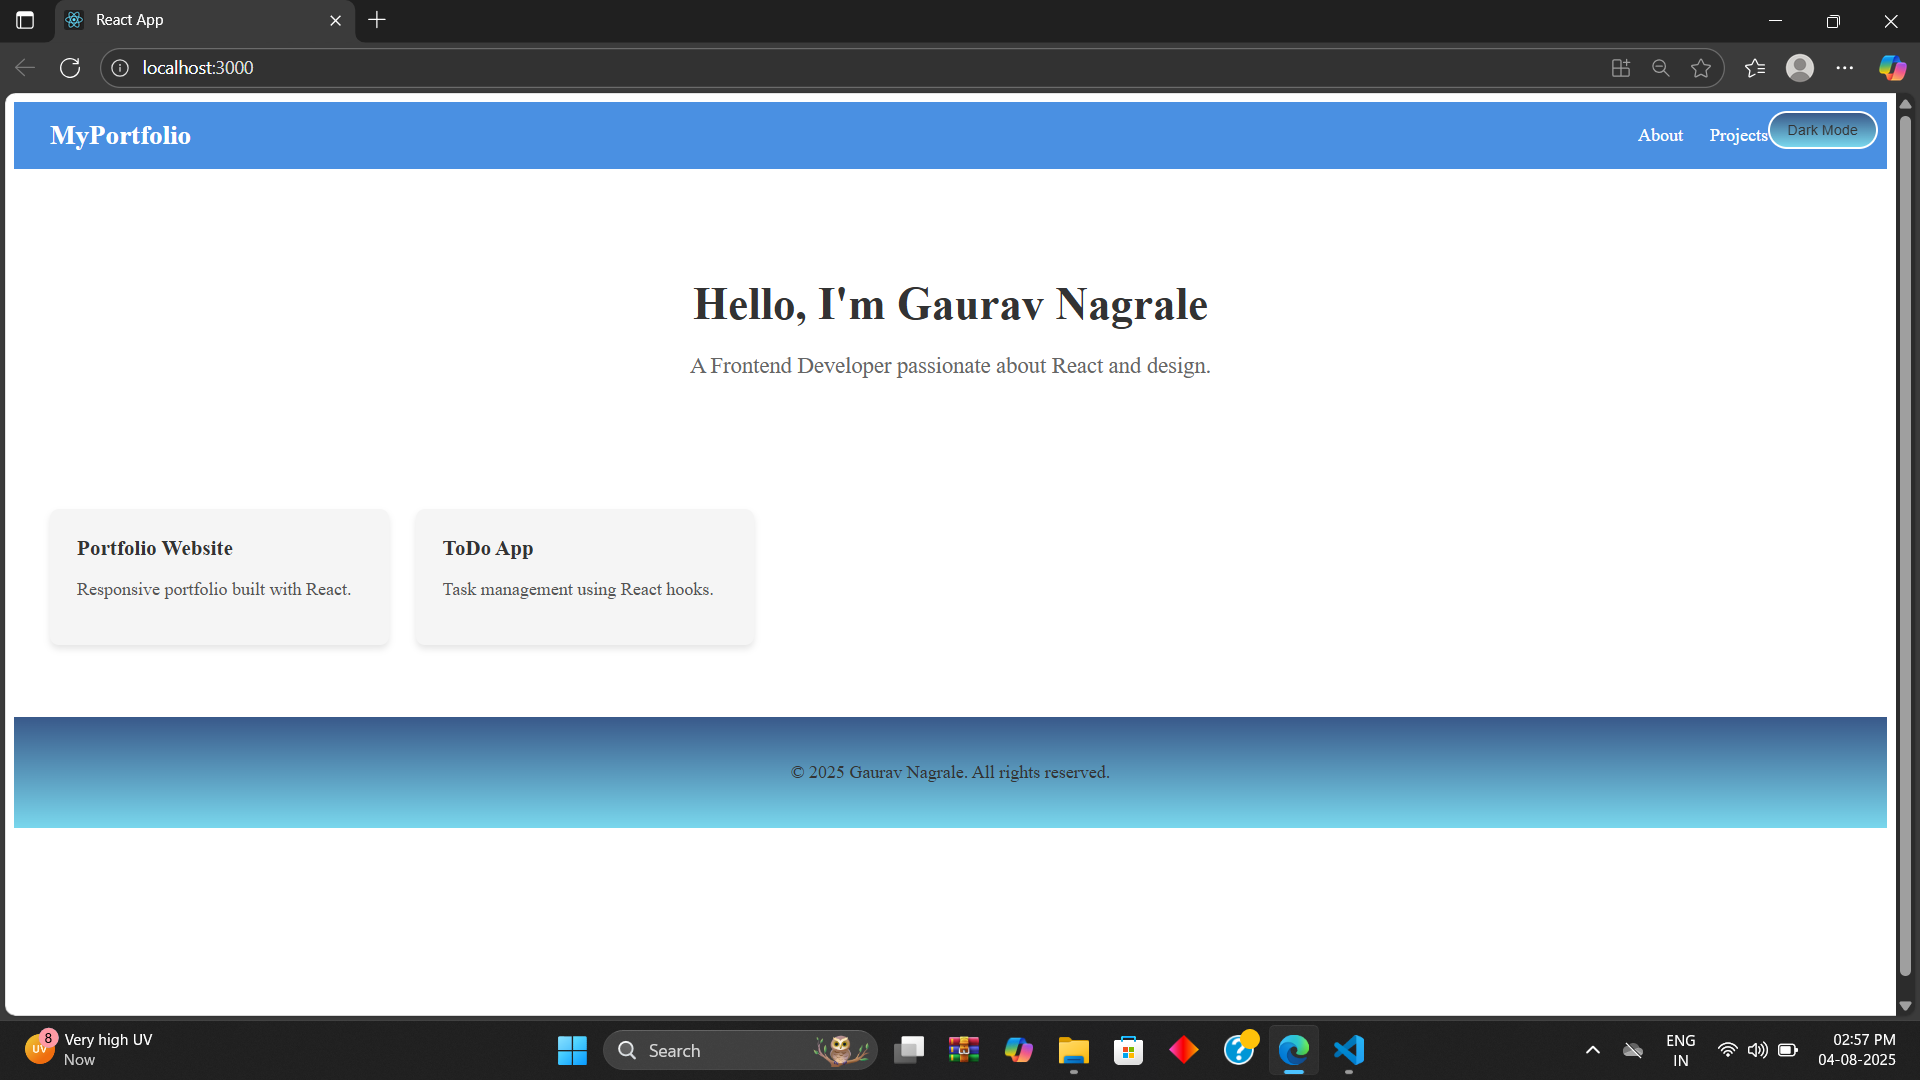 React App
localhost:3000
MyPortfolio
About Projects Dark Mode
Hello, I'm Gaurav Nagrale
A Frontend Developer passionate about React and design.
Portfolio Website
Responsive portfolio built with React.
ToDo App
Task management using React hooks.
© 2025 Gaurav Nagrale. All rights reserved.
UV 8
Very high UV
Now
Search
ENG
IN
02:57 PM
04-08-2025